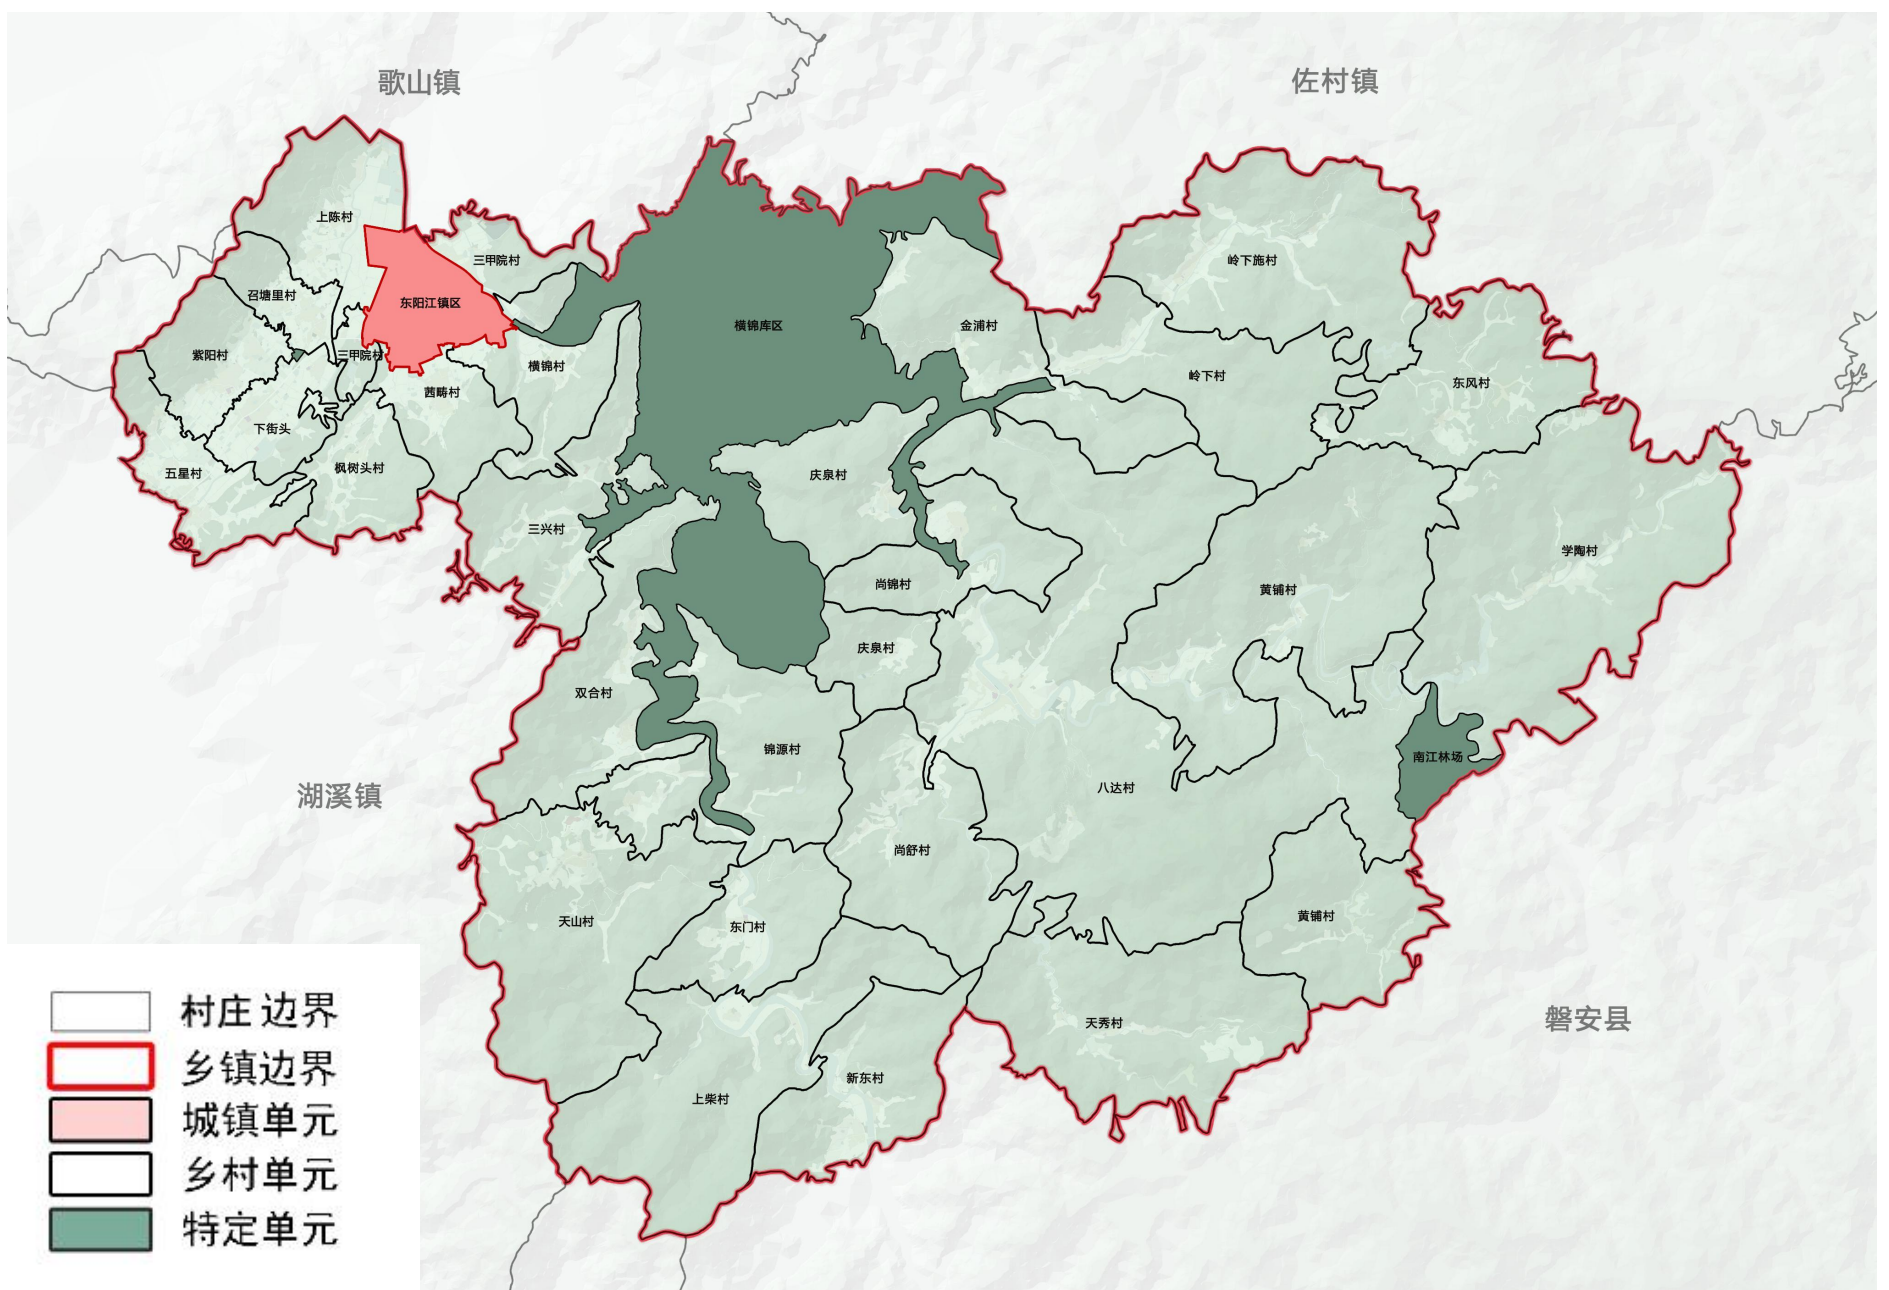 歌山镇
佐村镇
上陈村
三甲院村
岭下施村
召塘里村
东阳江镇区
横锦库区
金浦村
紫阳村
三甲院村
横锦村
岭下村
东风村
茜畴村
下街头
五星村
枫树头村
庆泉村
三兴村
学陶村
尚锦村
黄铺村
庆泉村
双合村
锦源村
南江林场
八达村
湖溪镇
尚舒村
天山村
东门村
黄铺村
天秀村
磐安县
新东村
上柴村
村庄 边界
乡镇边界
城镇单元
乡村单元
特定单元